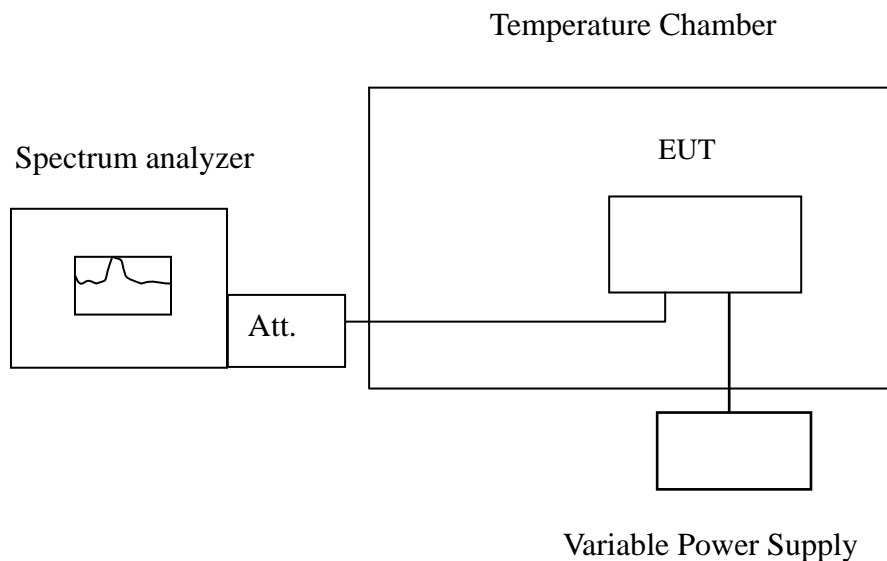 Temperature Chamber
Spectrum analyzer
EUT
Att.
Variable Power Supply